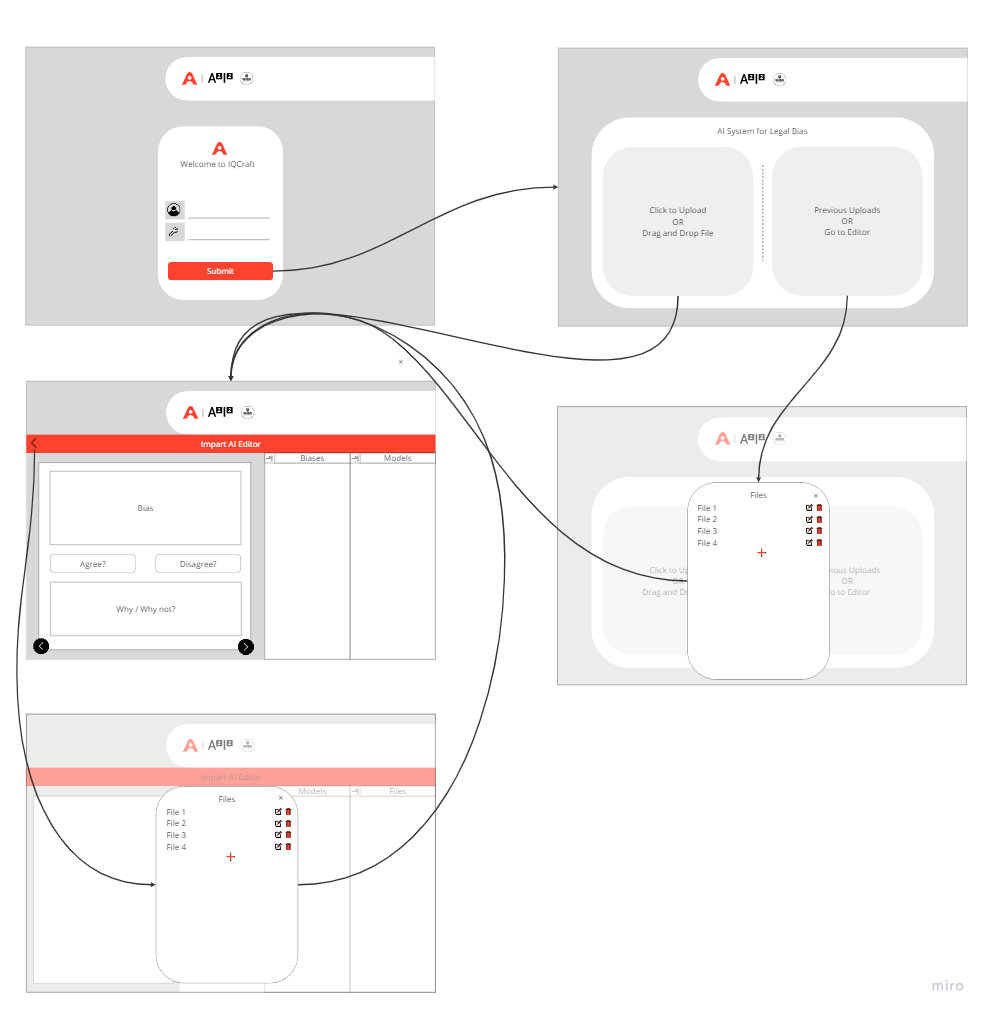 Welcome to IQCraft
Submit
AI System for Legal Bias
Click to Upload
OR
Drag and Drop File
Previous Uploads
OR
Go to Editor
×
Impart AI Editor
Biases
Models
Bias
Agree?
Disagree?
Why / Why not?
Files ×
File 1
File 2
File 3
File 4
+
Click to Up
OR
Drag and Dr
vious Uploads
OR
o to Editor
Impart AI Editor
Models
Files
Files ×
File 1
File 2
File 3
File 4
+
miro